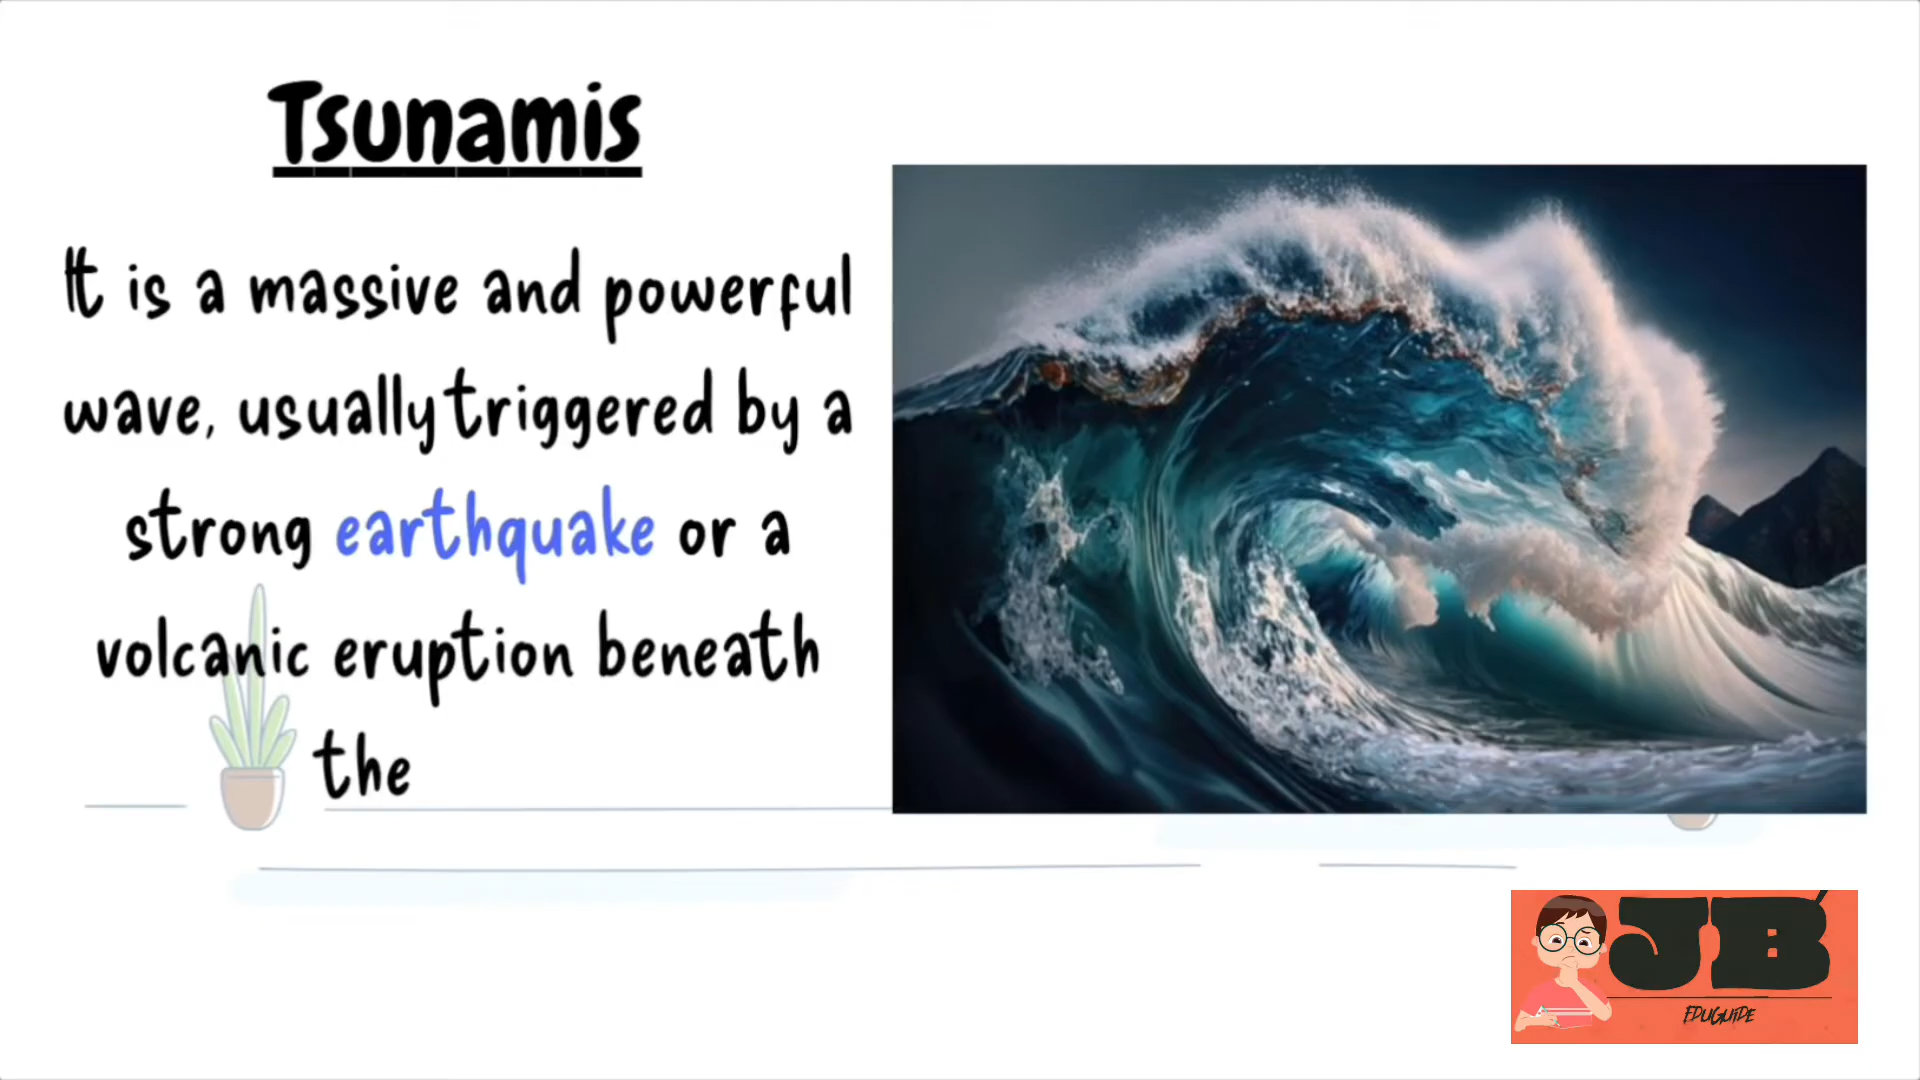 Tsunamis
It is a massive and powerful
wave, usually triggered by a
strong earthquake or a
volcanic eruption beneath
the
JB
EDUGUIDE